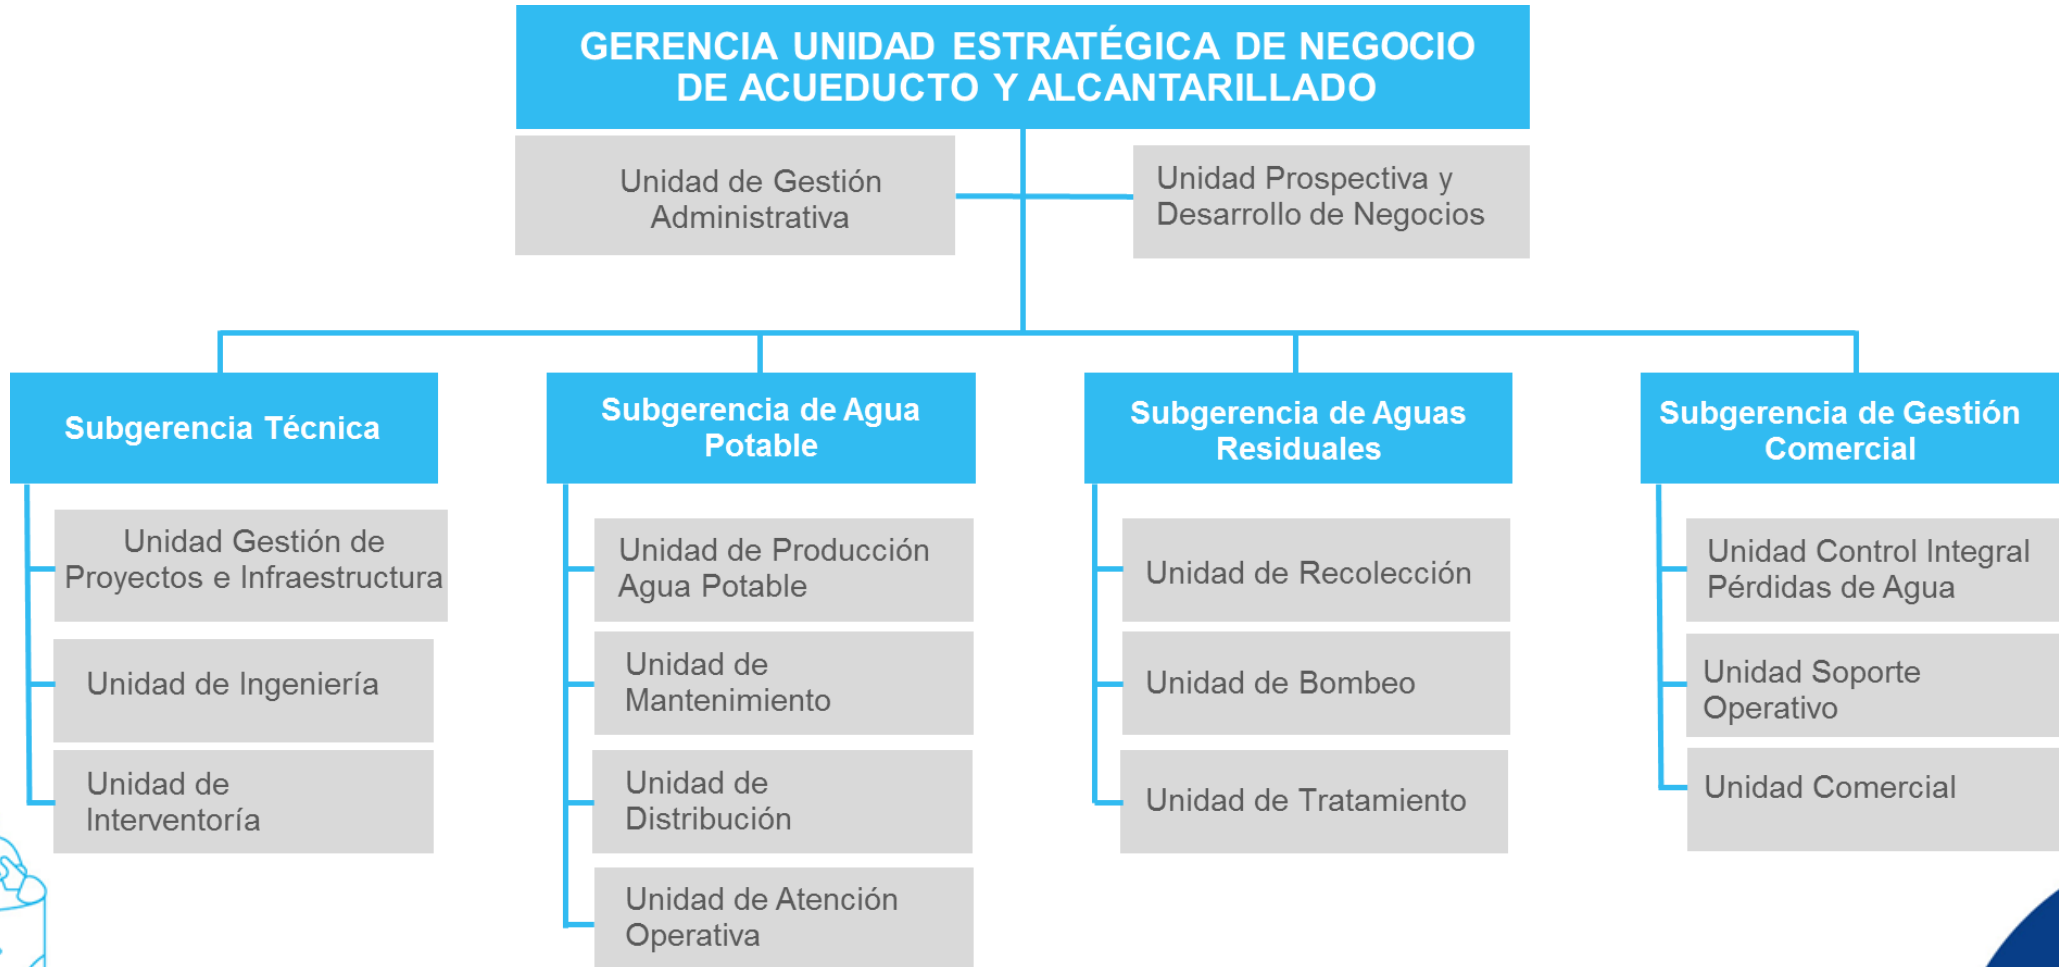 GERENCIA UNIDAD ESTRATÉGICA DE NEGOCIO
DE ACUEDUCTO Y ALCANTARILLADO
Unidad de Gestión
Administrativa
Unidad Prospectiva y
Desarrollo de Negocios
Subgerencia Técnica
Unidad Gestión de
Proyectos e Infraestructura
Unidad de Ingeniería
Unidad de
Interventoría
Subgerencia de Agua
Potable
Unidad de Producción
Agua Potable
Unidad de
Mantenimiento
Unidad de
Distribución
Unidad de Atención
Operativa
Subgerencia de Aguas
Residuales
Unidad de Recolección
Unidad de Bombeo
Unidad de Tratamiento
Subgerencia de Gestión
Comercial
Unidad Control Integral
Pérdidas de Agua
Unidad Soporte
Operativo
Unidad Comercial